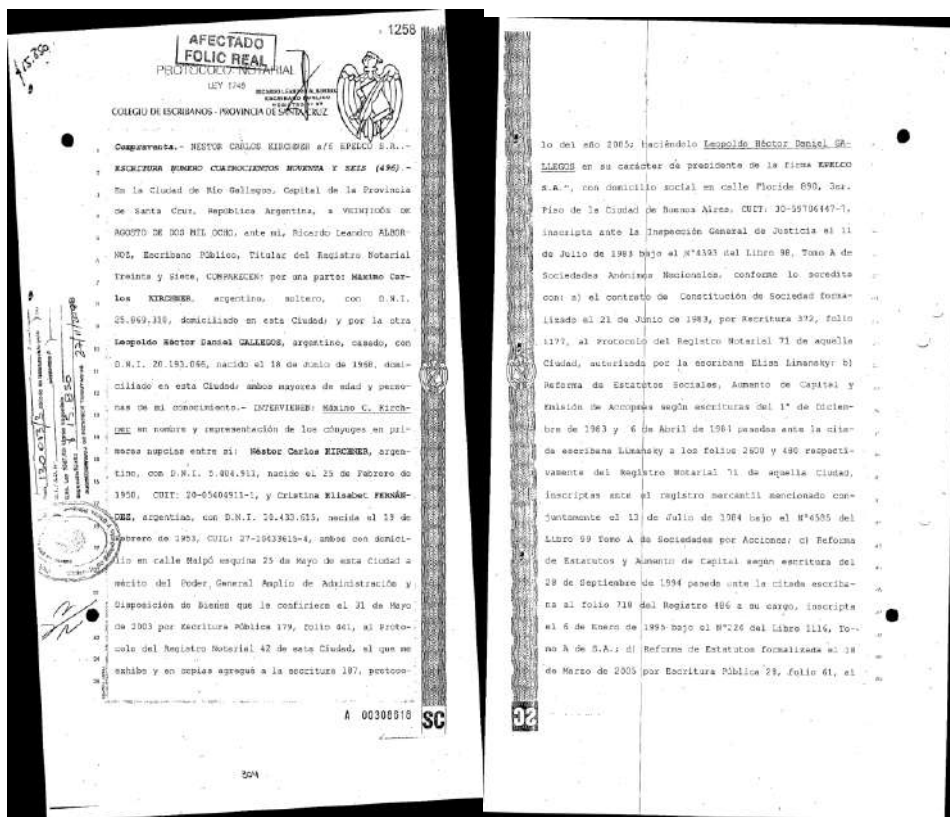 1258
$15.850
AFECTADO
FOLIO REAL
PROTOCOLO NOTARIAL
LEY 1749
RICARDO LEANDRO ALBORNOZ
ESCRIBANO PUBLICO
COLEGIO DE ESCRIBANOS - PROVINCIA DE SANTA CRUZ
Compraventa.- NESTOR CARLOS KIRCHNER a/f EPELCO S.A..-
ESCRITURA NUMERO CUATROCIENTOS NOVENTA Y SEIS (496).-
En la Ciudad de Río Gallegos, Capital de la Provincia
de Santa Cruz, República Argentina, a VEINTIDÓS DE
AGOSTO DE DOS MIL OCHO, ante mi, Ricardo Leandro ALBOR-
NOZ, Escribano Público, Titular del Registro Notarial
Treinta y Siete, COMPARECEN: por una parte: Máximo Car-
los KIRCHNER, argentino, soltero, con D.N.I.
domiciliado en esta Ciudad; y por la otra
Leopoldo Héctor Daniel GALLEGOS, argentino, casado, con
D.N.I. 20.193.066, nacido el 18 de Junio de 1968, domi-
ciliado en esta Ciudad; ambos mayores de edad y perso-
nas de mi conocimiento.- INTERVIENEN: Máximo C. Kirch-
ner en nombre y representación de los cónyuges en pri-
meras nupcias entre sí: Néstor Carlos KIRCHNER, argen-
tino, con D.N.I. nacido el 25 de Febrero de
1950, CUIT: y Cristina Elisabet FERNÁN-
DEZ, argentina, con D.N.I. 10.433.615, nacida el 19 de
Febrero de 1953, CUIL: 27-10433615-4, ambos con domici-
lio en calle Maipú esquina 25 de Mayo de esta Ciudad a
mérito del Poder General Amplio de Administración y
Disposición de Bienes que le confiriera el 21 de Mayo
de 2003 por Escritura Pública 179, folio 441, al Proto-
colo del Registro Notarial 42 de esta Ciudad, el que me
exhibe y en copias agregué a la escritura 187, protoco-
A 00308618
SC
304
lo del año 2005; haciéndolo Leopoldo Héctor Daniel GA-
LLEGOS en su carácter de presidente de la firma EPELCO
S.A.", con domicilio social en calle Florida 890, 3er.
Piso de la Ciudad de Buenos Aires, CUIT: 30-55706447-7,
inscripta ante la Inspección General de Justicia el 11
de Julio de 1983 bajo el N°4393 del Libro 98, Tomo A de
Sociedades Anónimas Nacionales, conforme lo acredita
con: a) el contrato de Constitución de Sociedad forma-
lizado el 21 de Junio de 1983, por Escritura 372, folio
1177, al Protocolo del Registro Notarial 71 de aquella
Ciudad, autorizada por la escribana Elisa Limansky; b)
Reforma de Estatutos Sociales, Aumento de Capital y
Emisión de Acciones según escrituras del 1° de Diciem-
bre de 1983 y 6 de Abril de 1984 pasadas ante la cita-
da escribana Limansky a los folios 2608 y 480 respecti-
vamente del Registro Notarial 71 de aquella Ciudad,
inscriptas ante el registro mercantil mencionado con-
juntamente el 12 de Julio de 1984 bajo el N°4585 del
Libro 99 Tomo A de Sociedades por Acciones; c) Reforma
de Estatutos y Aumento de Capital según escritura del
28 de Septiembre de 1994 pasada ante la citada escriba-
na al folio 718 del Registro 486 a su cargo, inscripta
el 6 de Enero de 1995 bajo el N°226 del Libro 116, To-
mo A de S.A.; d) Reforma de Estatutos formalizada el 18
de Marzo de 2005 por Escritura Pública 29, folio 61, al